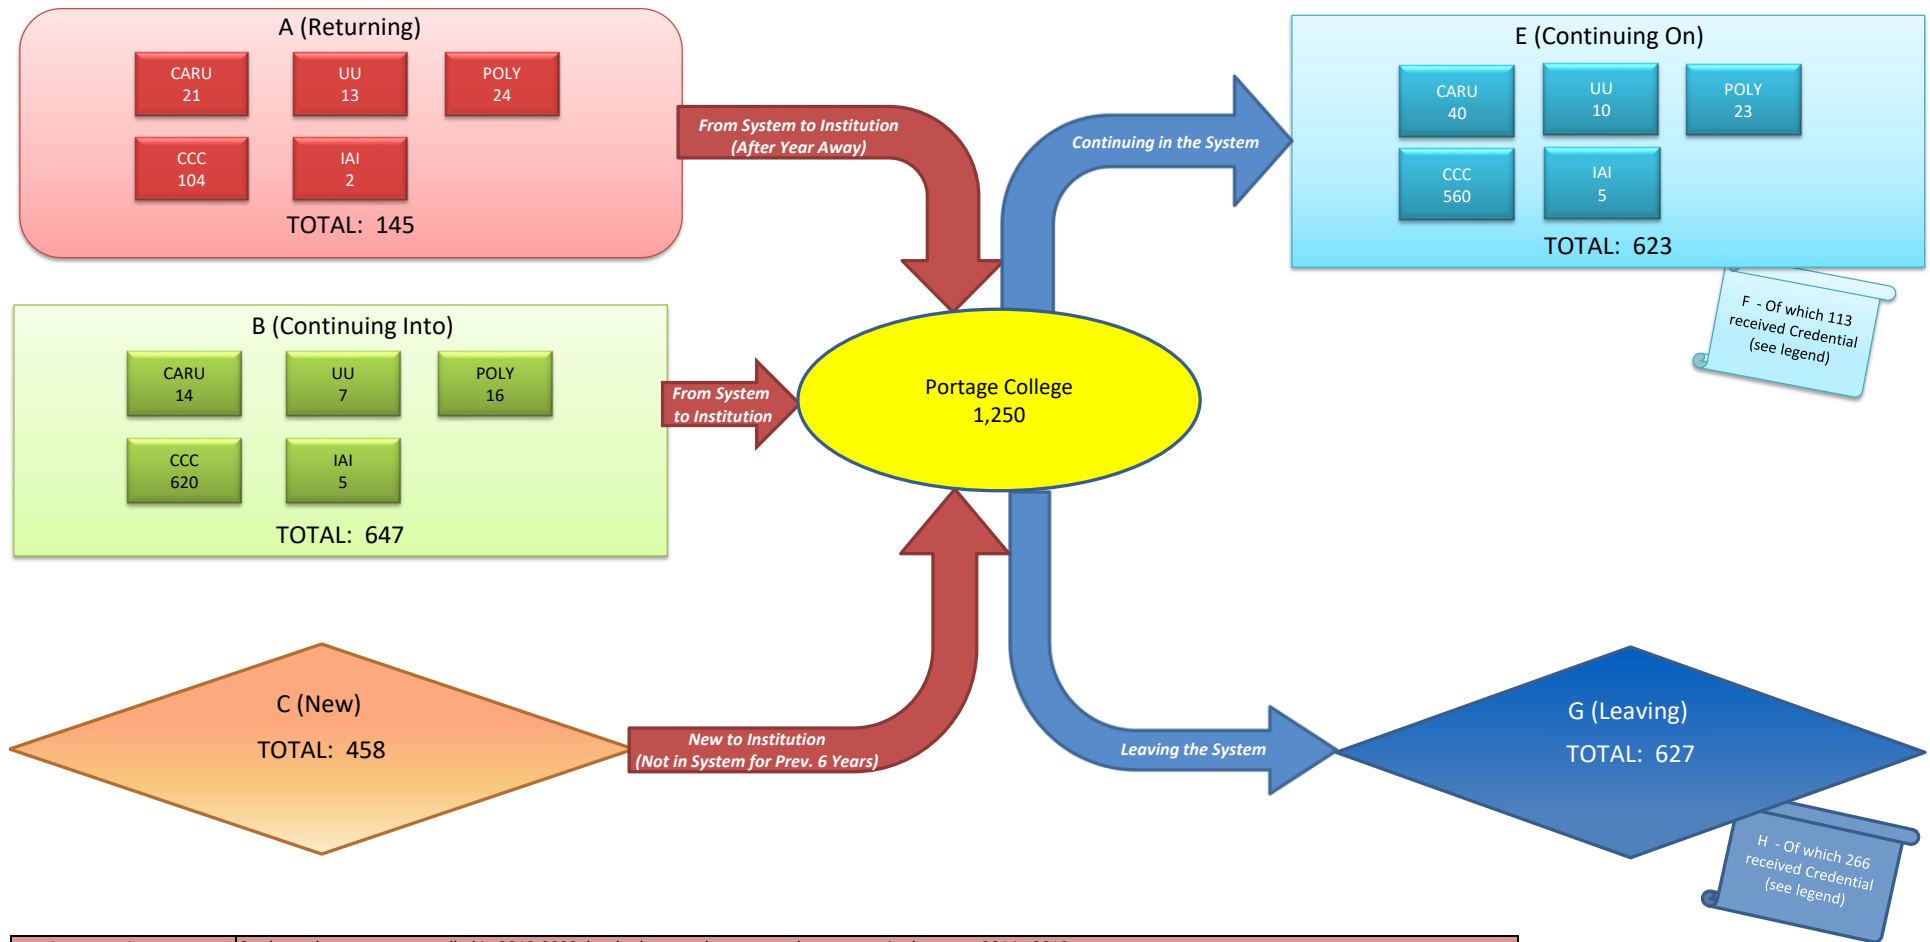 A (Returning)
CARU
21
UU
13
POLY
24
CCC
104
IAI
2
TOTAL: 145
From System to Institution
(After Year Away)
B (Continuing Into)
CARU
14
UU
7
POLY
16
CCC
620
IAI
5
TOTAL: 647
From System
to Institution
C (New)
TOTAL: 458
New to Institution
(Not in System for Prev. 6 Years)
Portage College
1,250
Continuing in the System
E (Continuing On)
CARU
40
UU
10
POLY
23
CCC
560
IAI
5
TOTAL: 623
F - Of which 113
received Credential
(see legend)
Leaving the System
G (Leaving)
TOTAL: 627
H - Of which 266
received Credential
(see legend)